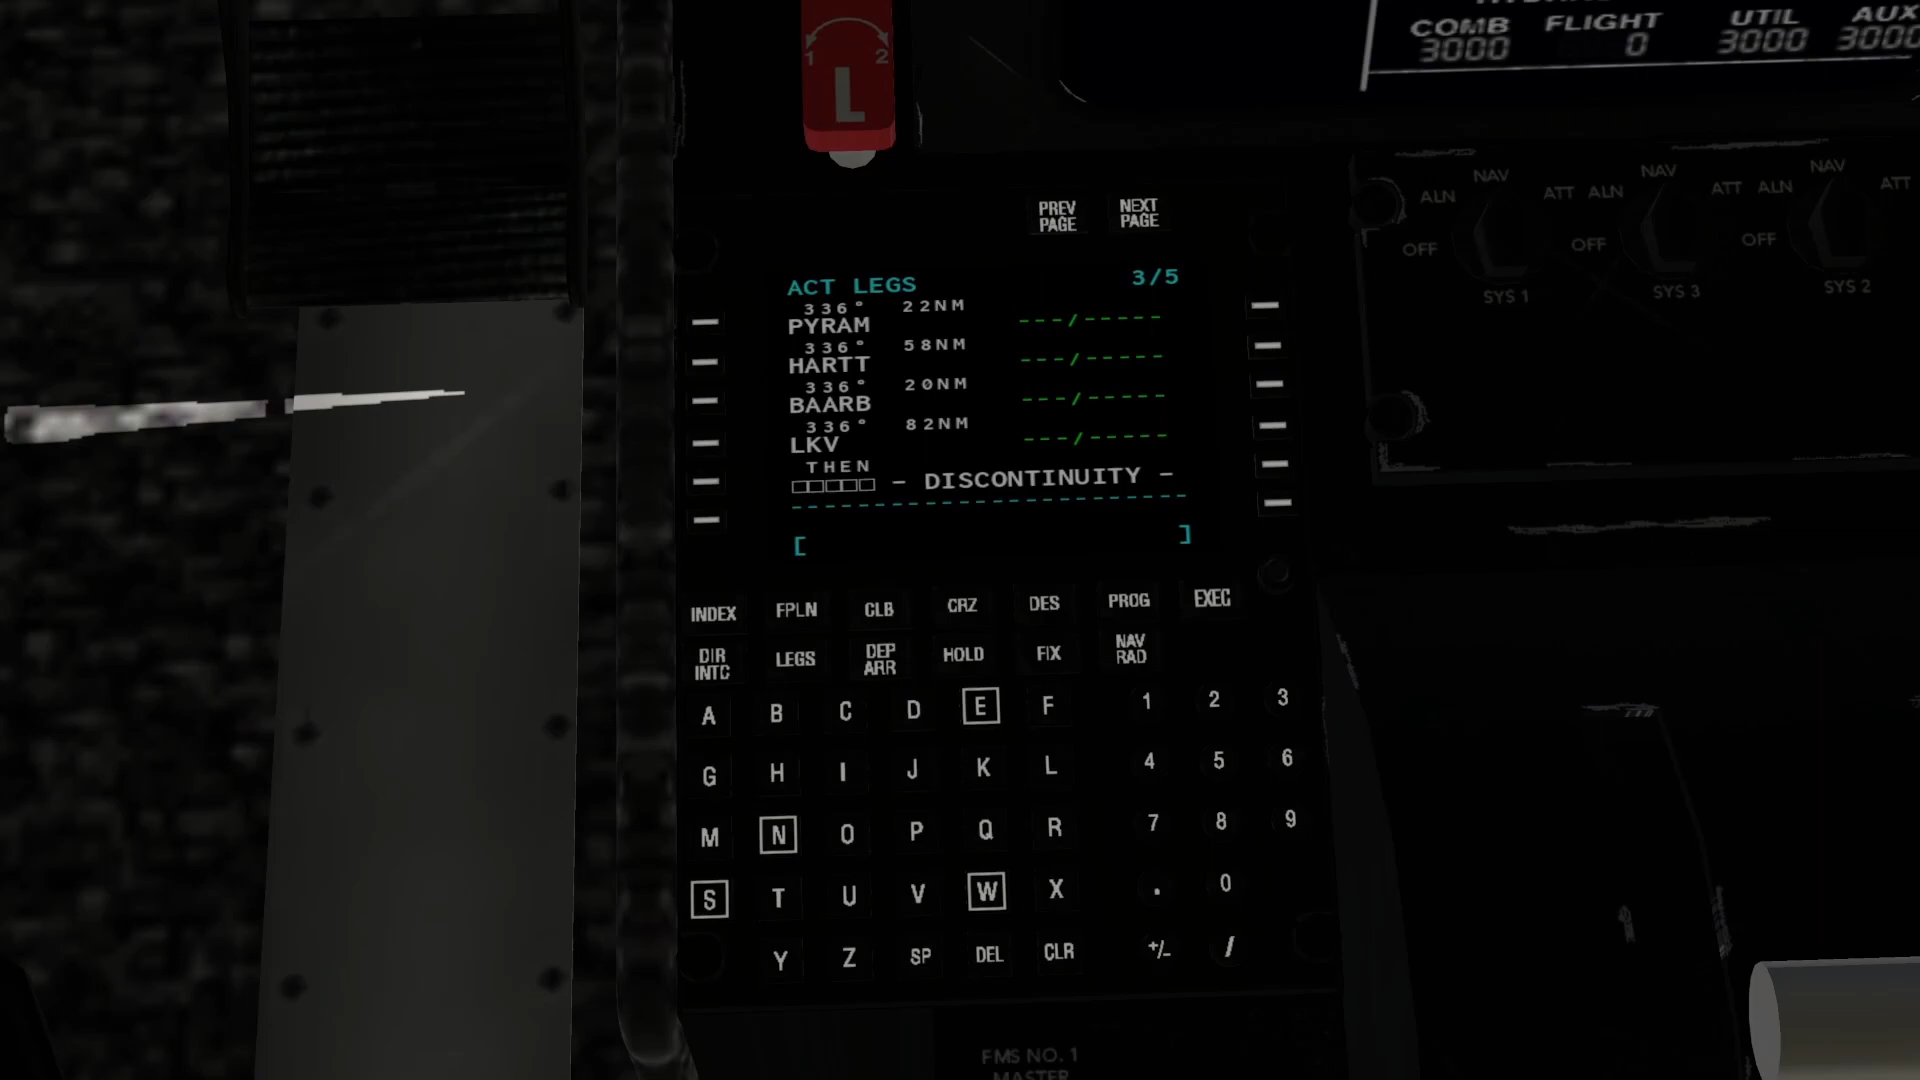 COMB FLIGHT UTIL AUX
3000 0 3000 3000
1 2
L
PREV PAGE
NEXT PAGE
ALN NAV ATT ALN NAV ATT ALN NAV ATT
OFF OFF OFF
SYS 1 SYS 3 SYS 2
ACT LEGS 3/5
336° 22NM
PYRAM ---/-----
336° 58NM
HARTT ---/-----
336° 20NM
BAARB ---/-----
336° 82NM
LKV ---/-----
THEN
□□□□□ - DISCONTINUITY -
----------------------
[ ]
INDEX FPLN CLB CRZ DES PROG EXEC
DIR INTC LEGS DEP ARR HOLD FIX NAV RAD
A B C D E F 1 2 3
G H I J K L 4 5 6
M N O P Q R 7 8 9
S T U V W X . 0
Y Z SP DEL CLR +/- /
FMS NO. 1
MASTER